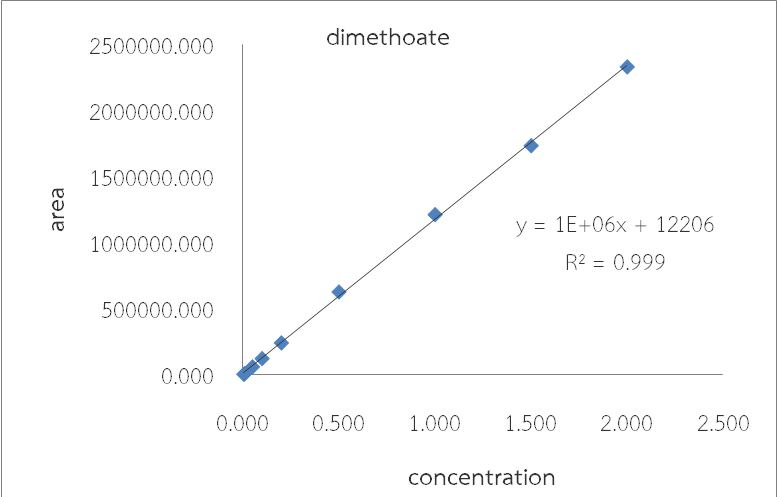 dimethoate
2500000.000
2000000.000
1500000.000
1000000.000
500000.000
0.000
area
y = 1E+06x + 12206
R² = 0.999
0.000 0.500 1.000 1.500 2.000 2.500
concentration